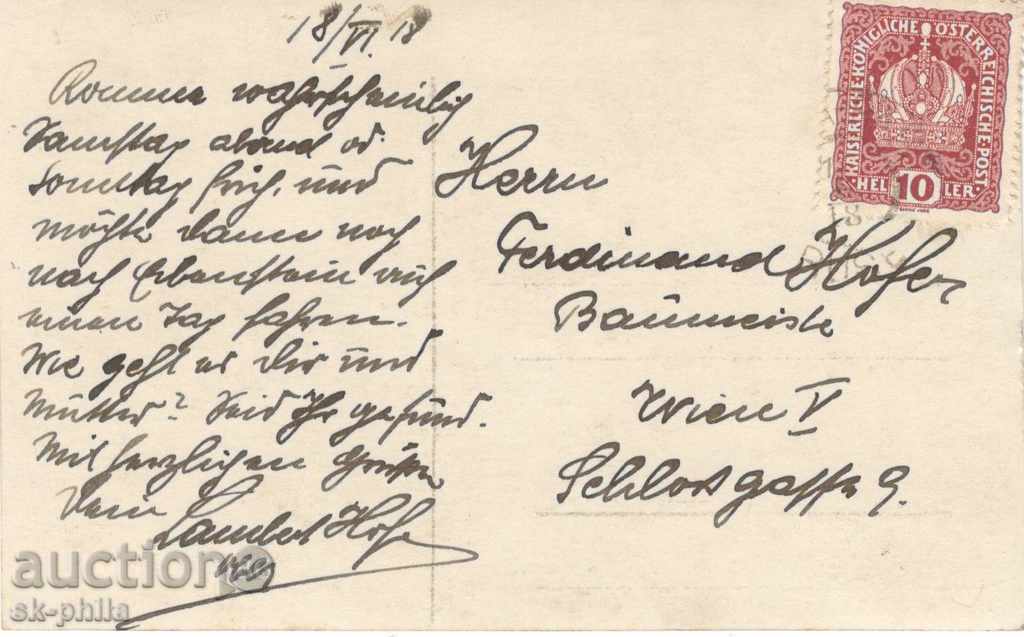 18/VI 18
Komme wahrscheinlich
Samstag abend od.
Sonntag früh, und
möchte dann noch
nach Ebenstein auf
einen Tag fahren.
Wie geht es Dir und
Mutter? Seid Ihr gesund.
Mit herzlichen Grüßen
Dein
Lambert Hofer
Herrn
Ferdinand Hofer
Baumeister
Wien V
Schlossgasse 9.
KAISERLICHE KÖNIGLICHE ÖSTERREICHISCHE POST
HELLER 10
18
auction
sk-phila